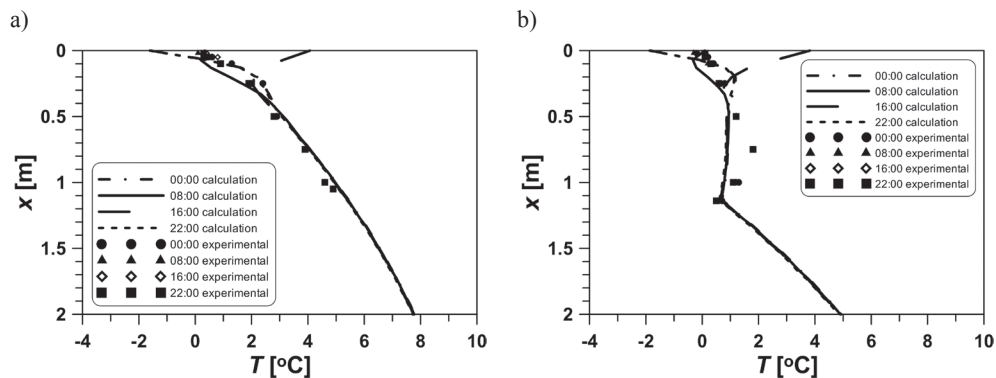 a)
0
0.5
1
1.5
2
x [m]
00:00 calculation
08:00 calculation
16:00 calculation
22:00 calculation
00:00 experimental
08:00 experimental
16:00 experimental
22:00 experimental
-4 -2 0 2 4 6 8 10
T [ºC]
b)
0
0.5
1
1.5
2
x [m]
00:00 calculation
08:00 calculation
16:00 calculation
22:00 calculation
00:00 experimental
08:00 experimental
16:00 experimental
22:00 experimental
-4 -2 0 2 4 6 8 10
T [ºC]